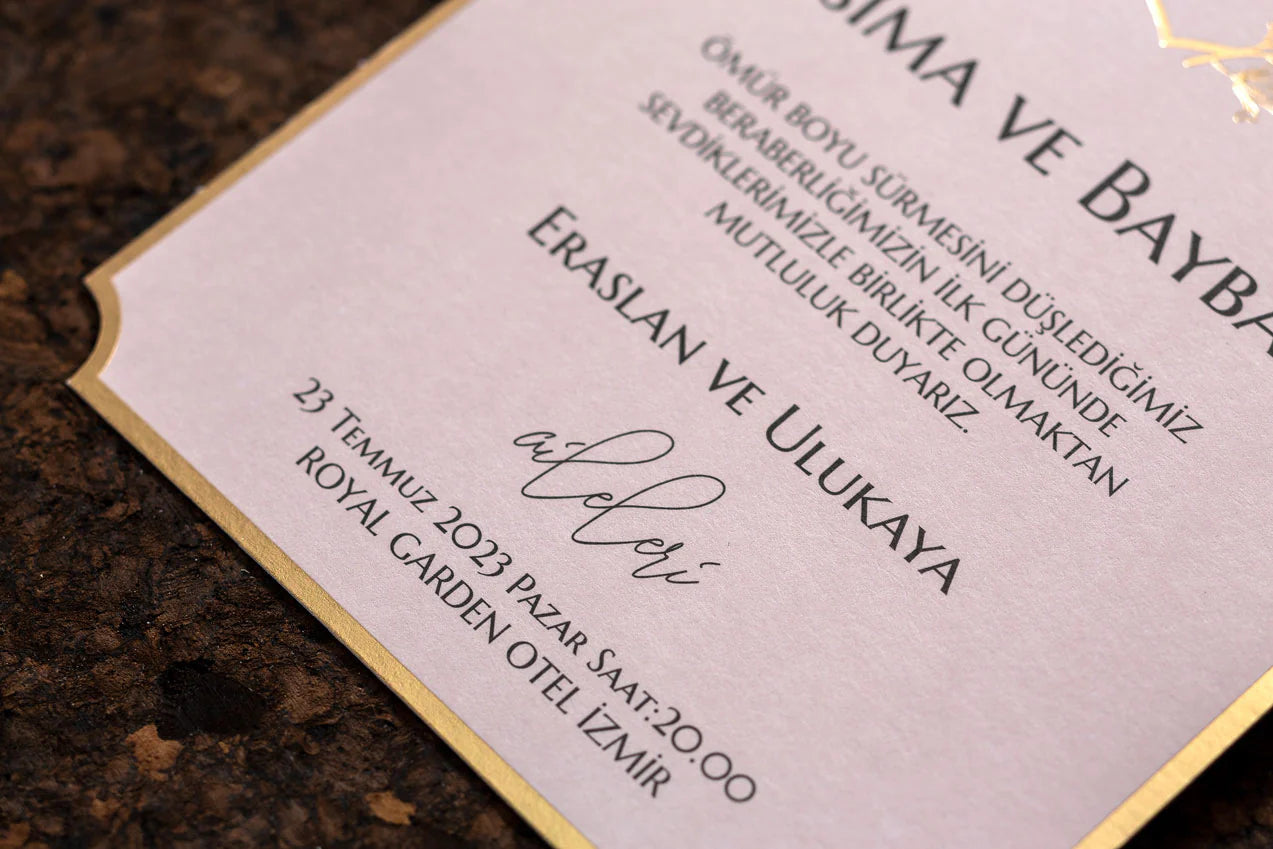 VE
ÖMÜR BOYU SÜRMESİNİ DÜŞLEDİĞİMİZ
BERABERLİĞİMİZİN İLK GÜNÜNDE
SEVDİKLERİMİZLE BİRLİKTE OLMAKTAN
MUTLULUK DUYARIZ.
ERASLAN VE ULUKAYA
aileleri
23 TEMMUZ 2023 PAZAR SAAT:20.00
ROYAL GARDEN OTEL İZMİR